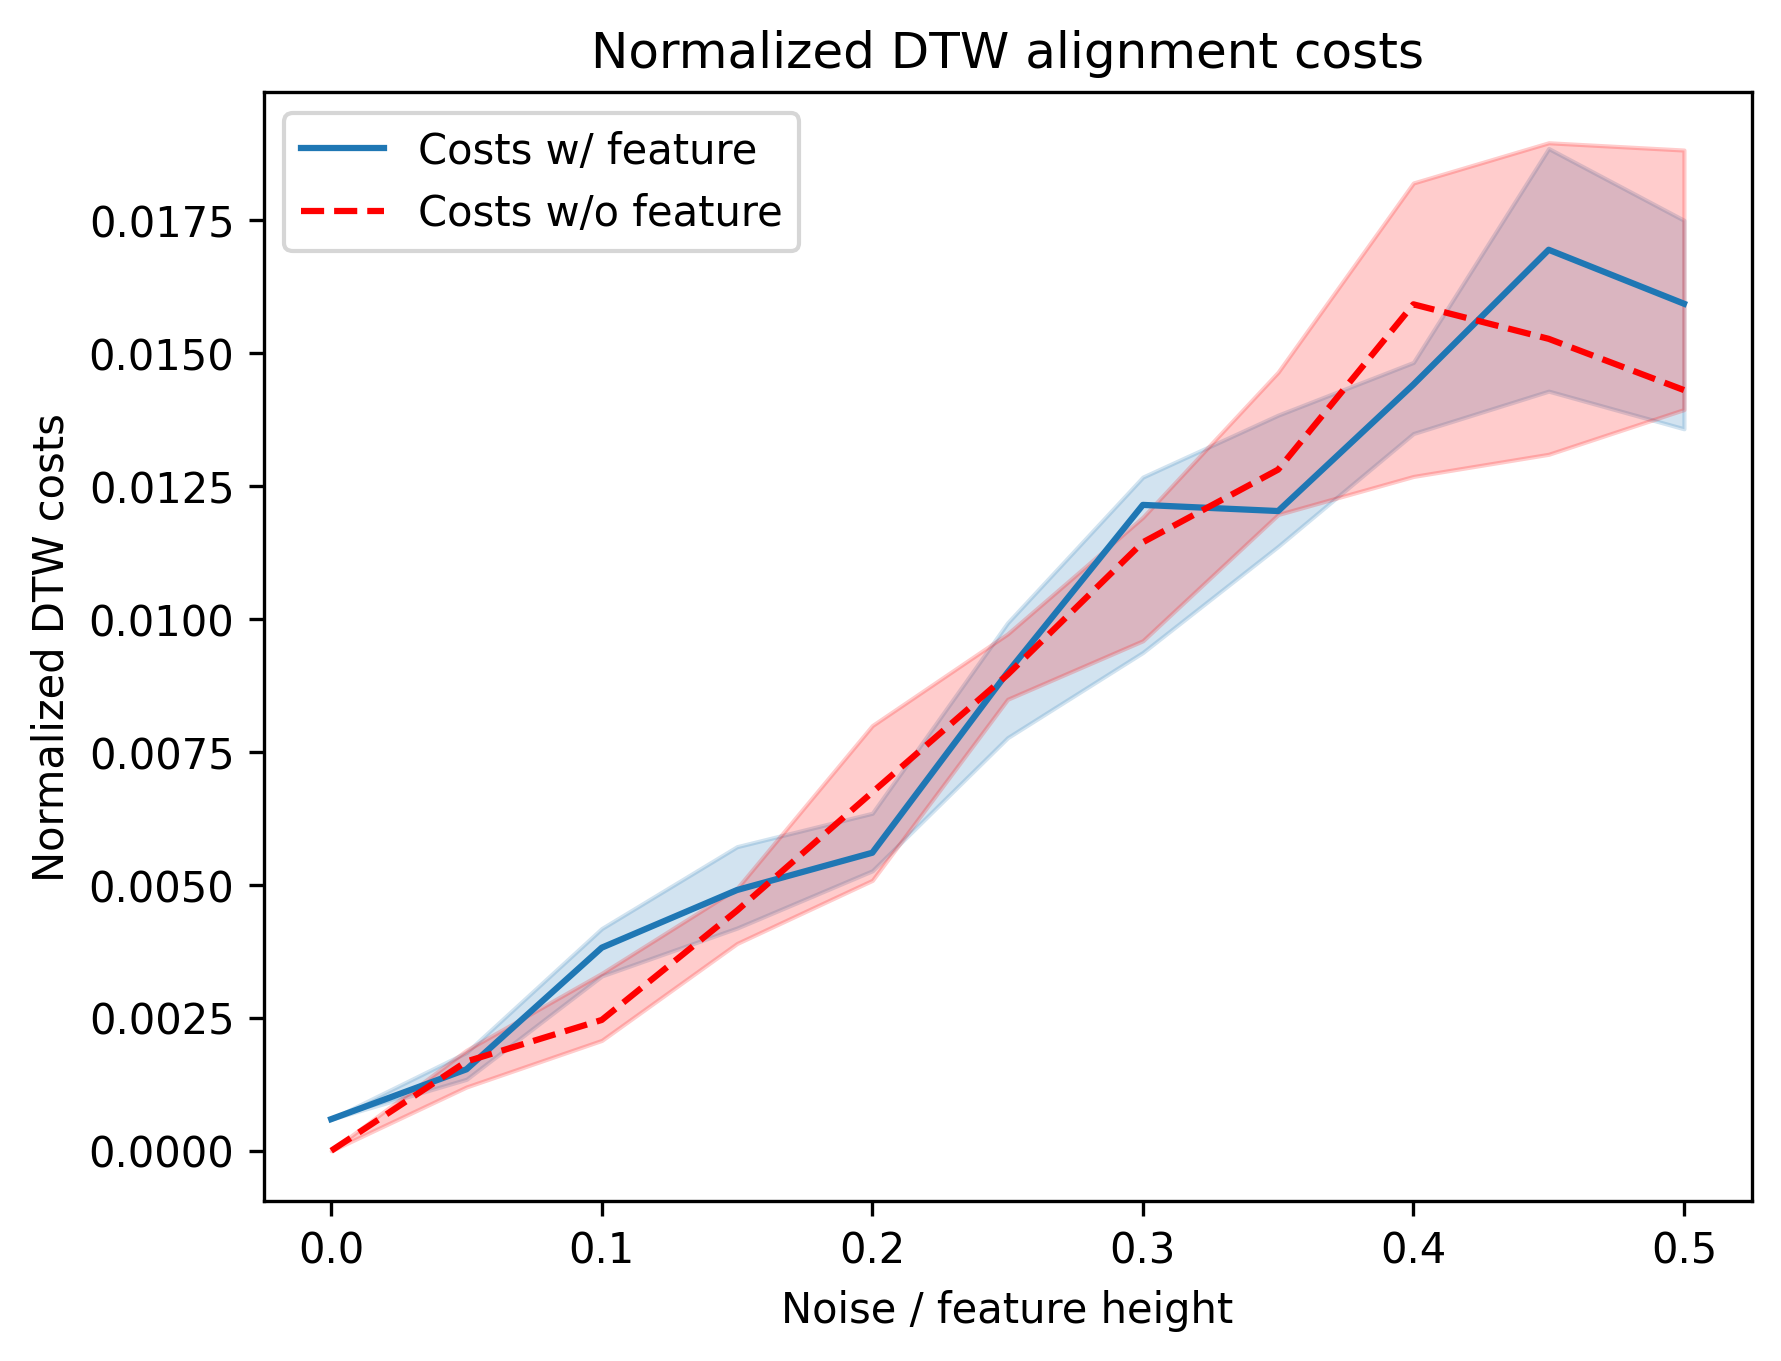 Normalized DTW alignment costs
Costs w/ feature
Costs w/o feature
Normalized DTW costs
0.0175
0.0150
0.0125
0.0100
0.0075
0.0050
0.0025
0.0000
0.0 0.1 0.2 0.3 0.4 0.5
Noise / feature height